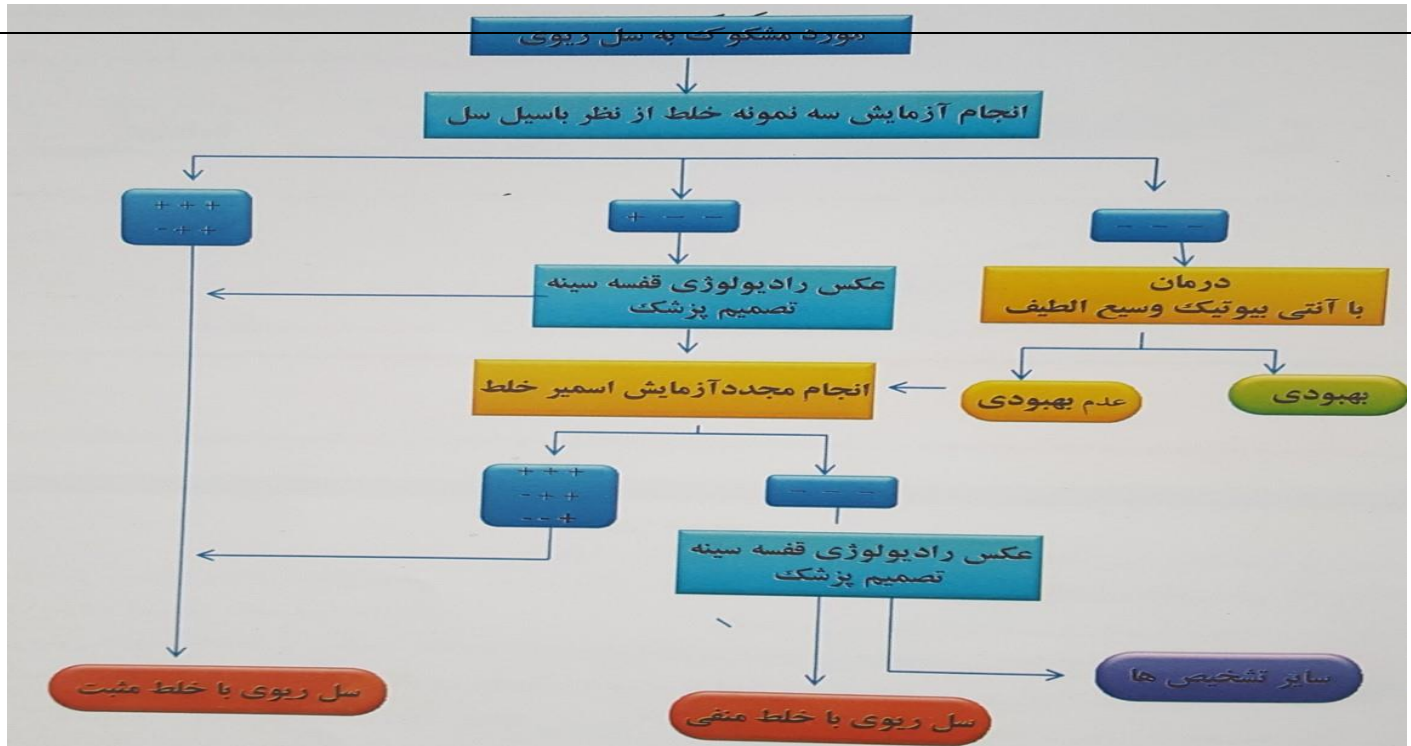 مورد مشکوک به سل ریوی
انجام آزمایش سه نمونه خلط از نظر باسیل سل
+ + +
- + +
+ – –
– – –
درمان
با آنتی بیوتیک وسیع الطیف
عکس رادیولوژی قفسه سینه
تصمیم پزشک
بهبودی
عدم بهبودی
انجام مجددآزمایش اسمیر خلط
+ + +
- + +
- - +
– – –
عکس رادیولوژی قفسه سینه
تصمیم پزشک
سایر تشخیص ها
سل ریوی با خلط منفی
سل ریوی با خلط مثبت